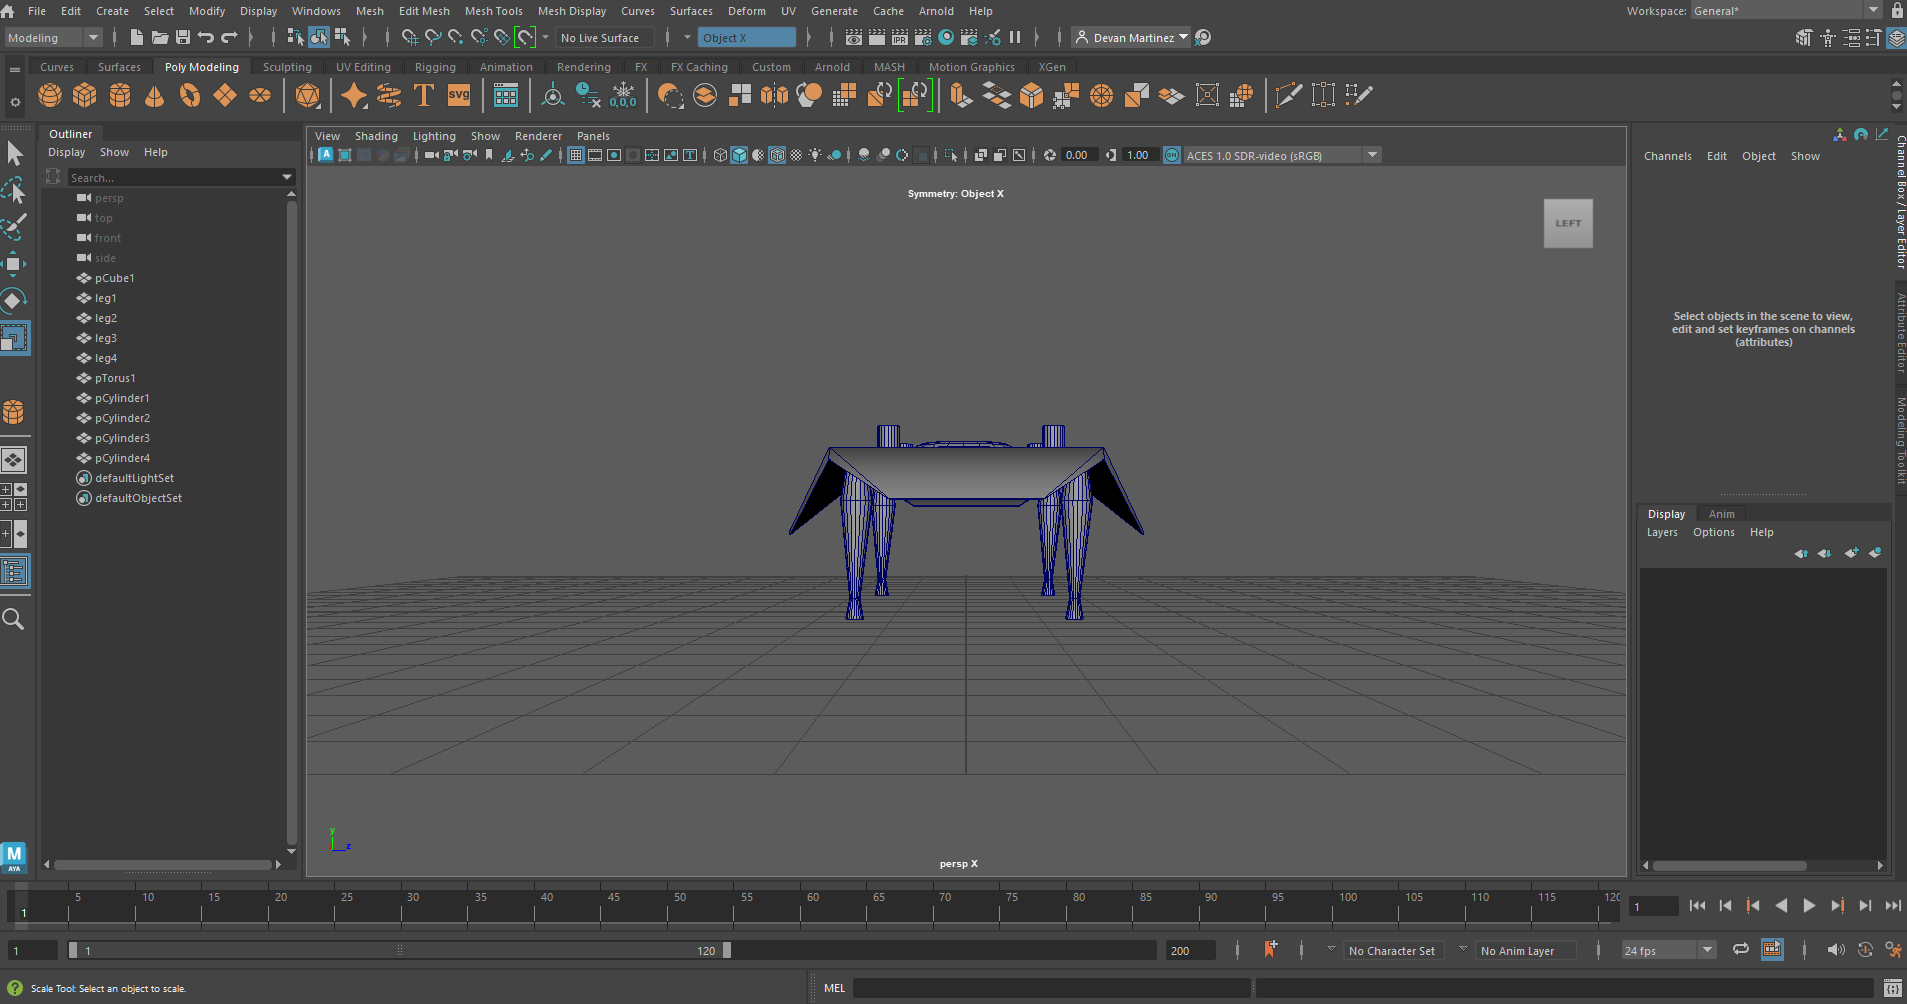 File Edit Create Select Modify Display Windows Mesh Edit Mesh Mesh Tools Mesh Display Curves Surfaces Deform UV Generate Cache Arnold Help Workspace: General*
Modeling No Live Surface Object X IPR Devan Martinez
Curves Surfaces Poly Modeling Sculpting UV Editing Rigging Animation Rendering FX FX Caching Custom Arnold MASH Motion Graphics XGen
T SVG 0,0,0
Outliner
Display Show Help
Search...
persp
top
front
side
pCube1
leg1
leg2
leg3
leg4
pTorus1
pCylinder1
pCylinder2
pCylinder3
pCylinder4
defaultLightSet
defaultObjectSet
M
AYA
View Shading Lighting Show Renderer Panels
A T 0.00 1.00 ON ACES 1.0 SDR-video (sRGB)
Symmetry: Object X
LEFT
y
z
persp X
Channels Edit Object Show
Select objects in the scene to view,
edit and set keyframes on channels
(attributes)
Channel Box / Layer Editor
Attribute Editor
Modeling Toolkit
Display Anim
Layers Options Help
5 10 15 20 25 30 35 40 45 50 55 60 65 70 75 80 85 90 95 100 105 110 115 120
1 1
1 1 120 200 No Character Set No Anim Layer 24 fps
? Scale Tool: Select an object to scale. MEL